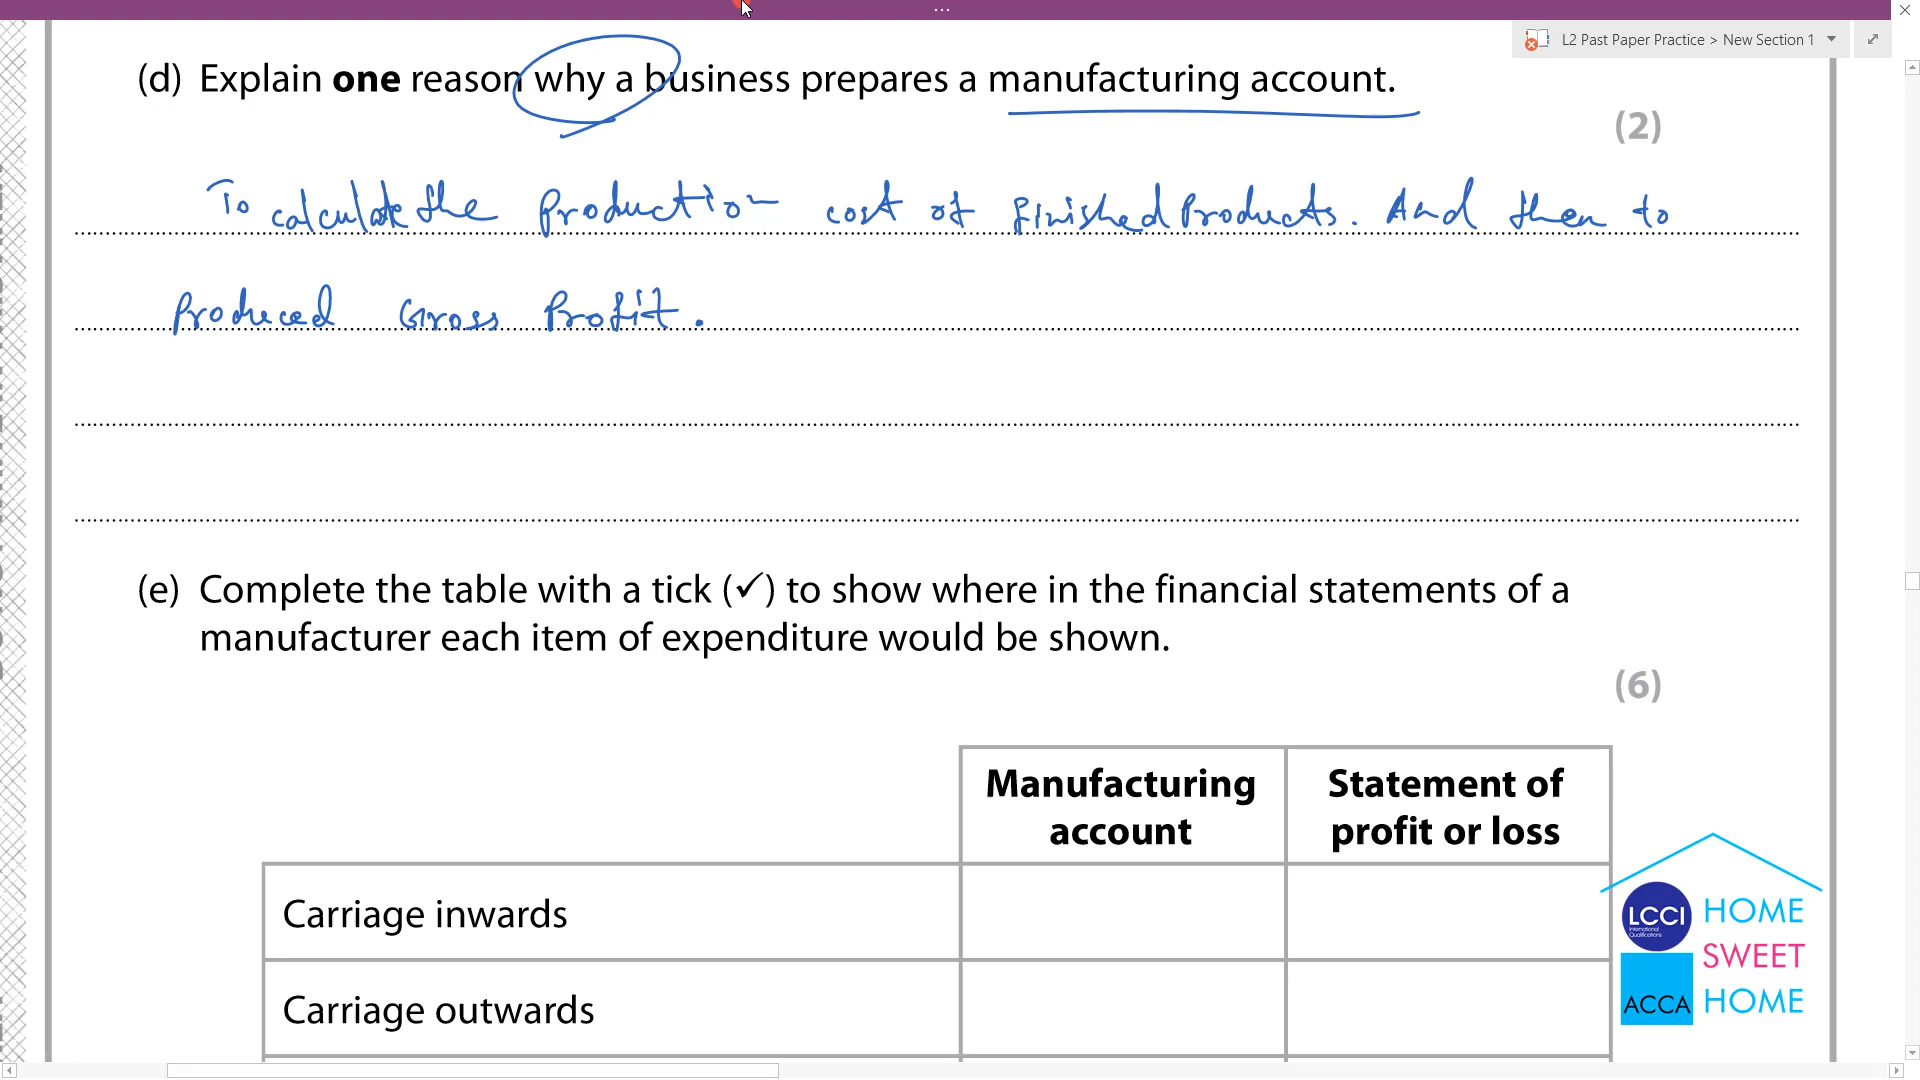 ...
L2 Past Paper Practice > New Section 1
(d) Explain one reason why a business prepares a manufacturing account.
(2)
To calculate the Production cost of finished Products. And then to
Produced Gross Profit.
(e) Complete the table with a tick (✓) to show where in the financial statements of a
manufacturer each item of expenditure would be shown.
(6)
Manufacturing
account
Statement of
profit or loss
Carriage inwards
Carriage outwards
LCCI
International
Qualifications
ACCA
HOME
SWEET
HOME